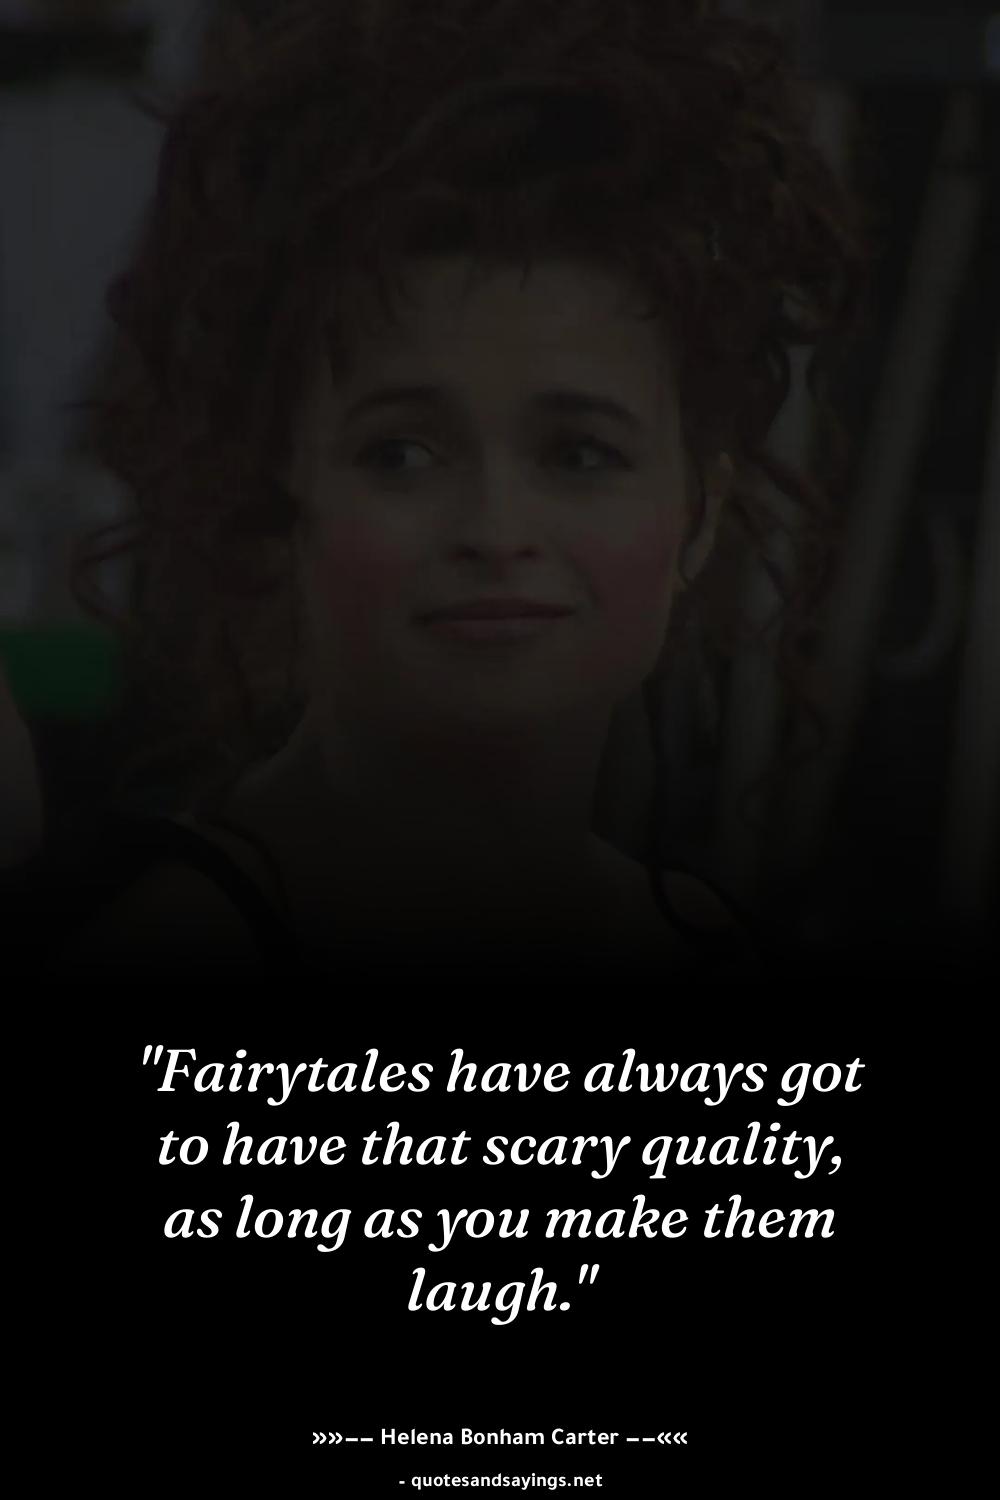 "Fairytales have always got
to have that scary quality,
as long as you make them
laugh."
»»−− Helena Bonham Carter −−««
- quotesandsayings.net